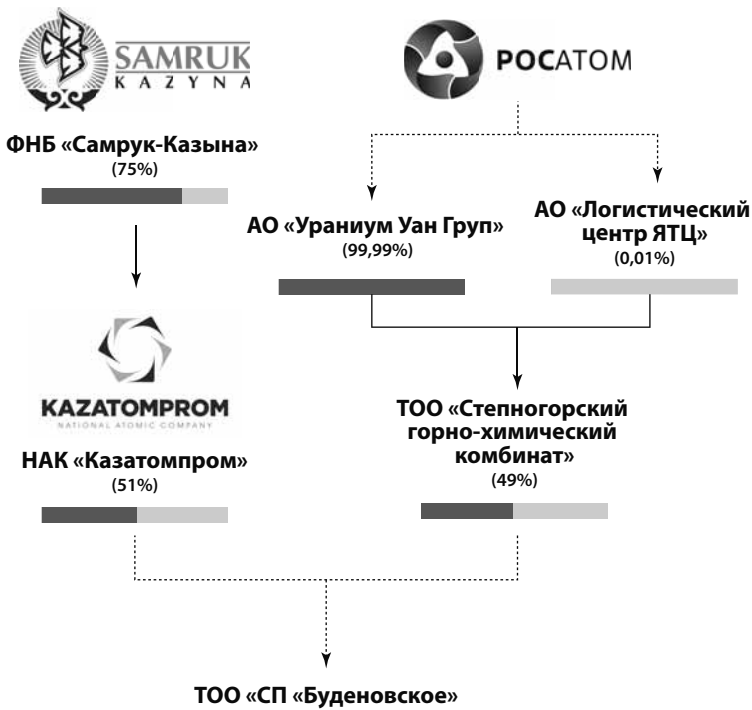 SAMRUK
KAZYNA
РОСАТОМ
ФНБ «Самрук-Казына»
(75%)
АО «Ураниум Уан Груп»
(99,99%)
АО «Логистический
центр ЯТЦ»
(0,01%)
KAZATOMPROM
NATIONAL ATOMIC COMPANY
НАК «Казатомпром»
(51%)
ТОО «Степногорский
горно-химический
комбинат»
(49%)
ТОО «СП «Буденовское»